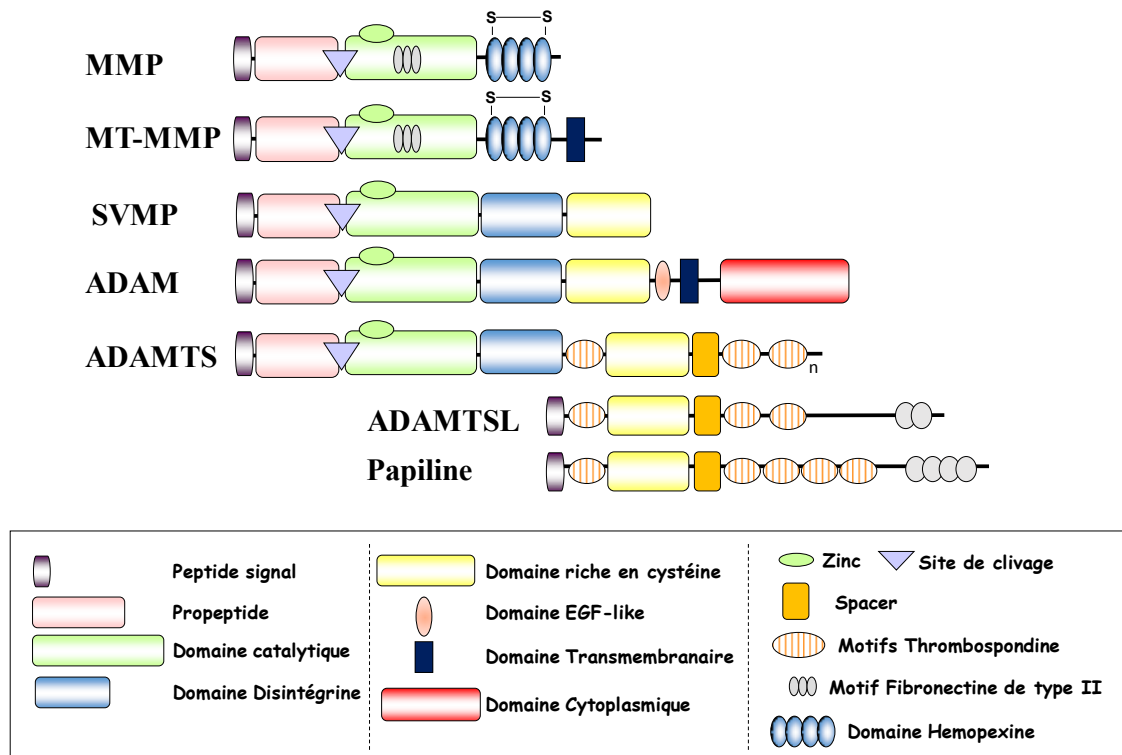 S S
MMP
S S
MT-MMP
SVMP
ADAM
ADAMTS
n
ADAMTSL
Papiline
Peptide signal
Propeptide
Domaine catalytique
Domaine Disintégrine
Domaine riche en cystéine
Domaine EGF-like
Domaine Transmembranaire
Domaine Cytoplasmique
Zinc Site de clivage
Spacer
Motifs Thrombospondine
Motif Fibronectine de type II
Domaine Hemopexine